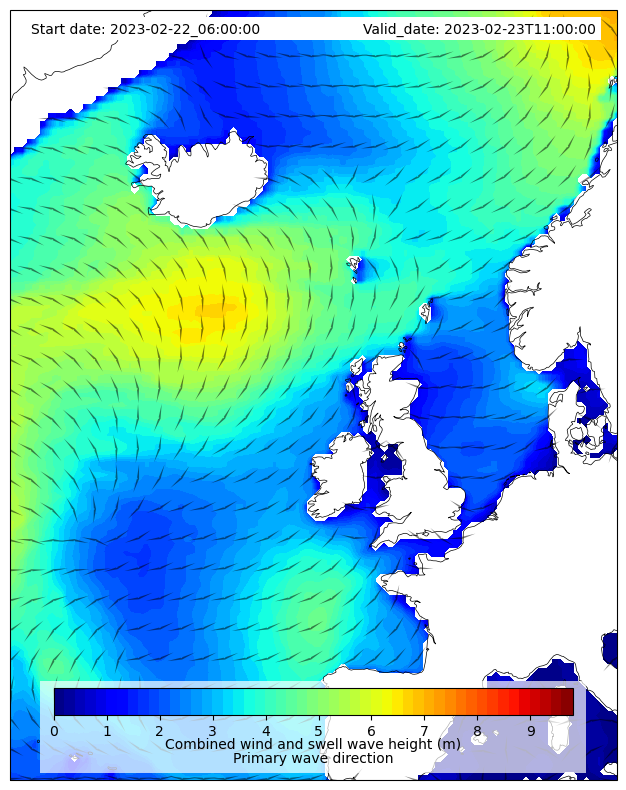 Start date: 2023-02-22_06:00:00 Valid_date: 2023-02-23T11:00:00
0 1 2 3 4 5 6 7 8 9
Combined wind and swell wave height (m)
Primary wave direction